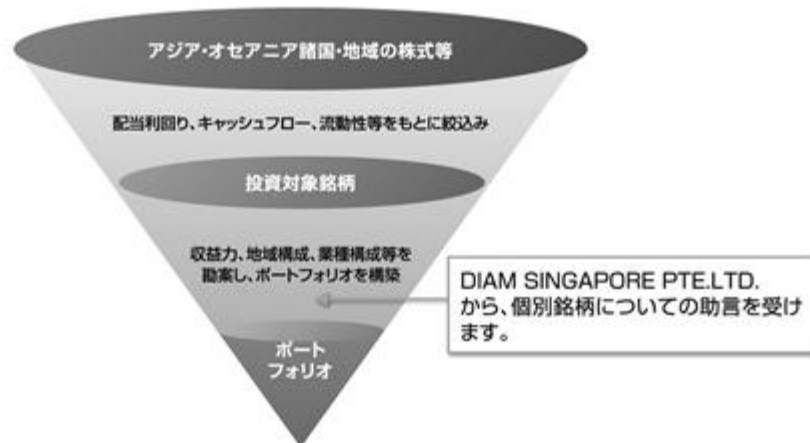 アジア・オセアニア諸国・地域の株式等
配当利回り、キャッシュフロー、流動性等をもとに絞込み
投資対象銘柄
収益力、地域構成、業種構成等を
勘案し、ポートフォリオを構築
DIAM SINGAPORE PTE.LTD.
から、個別銘柄についての助言を受け
ます。
ポート
フォリオ